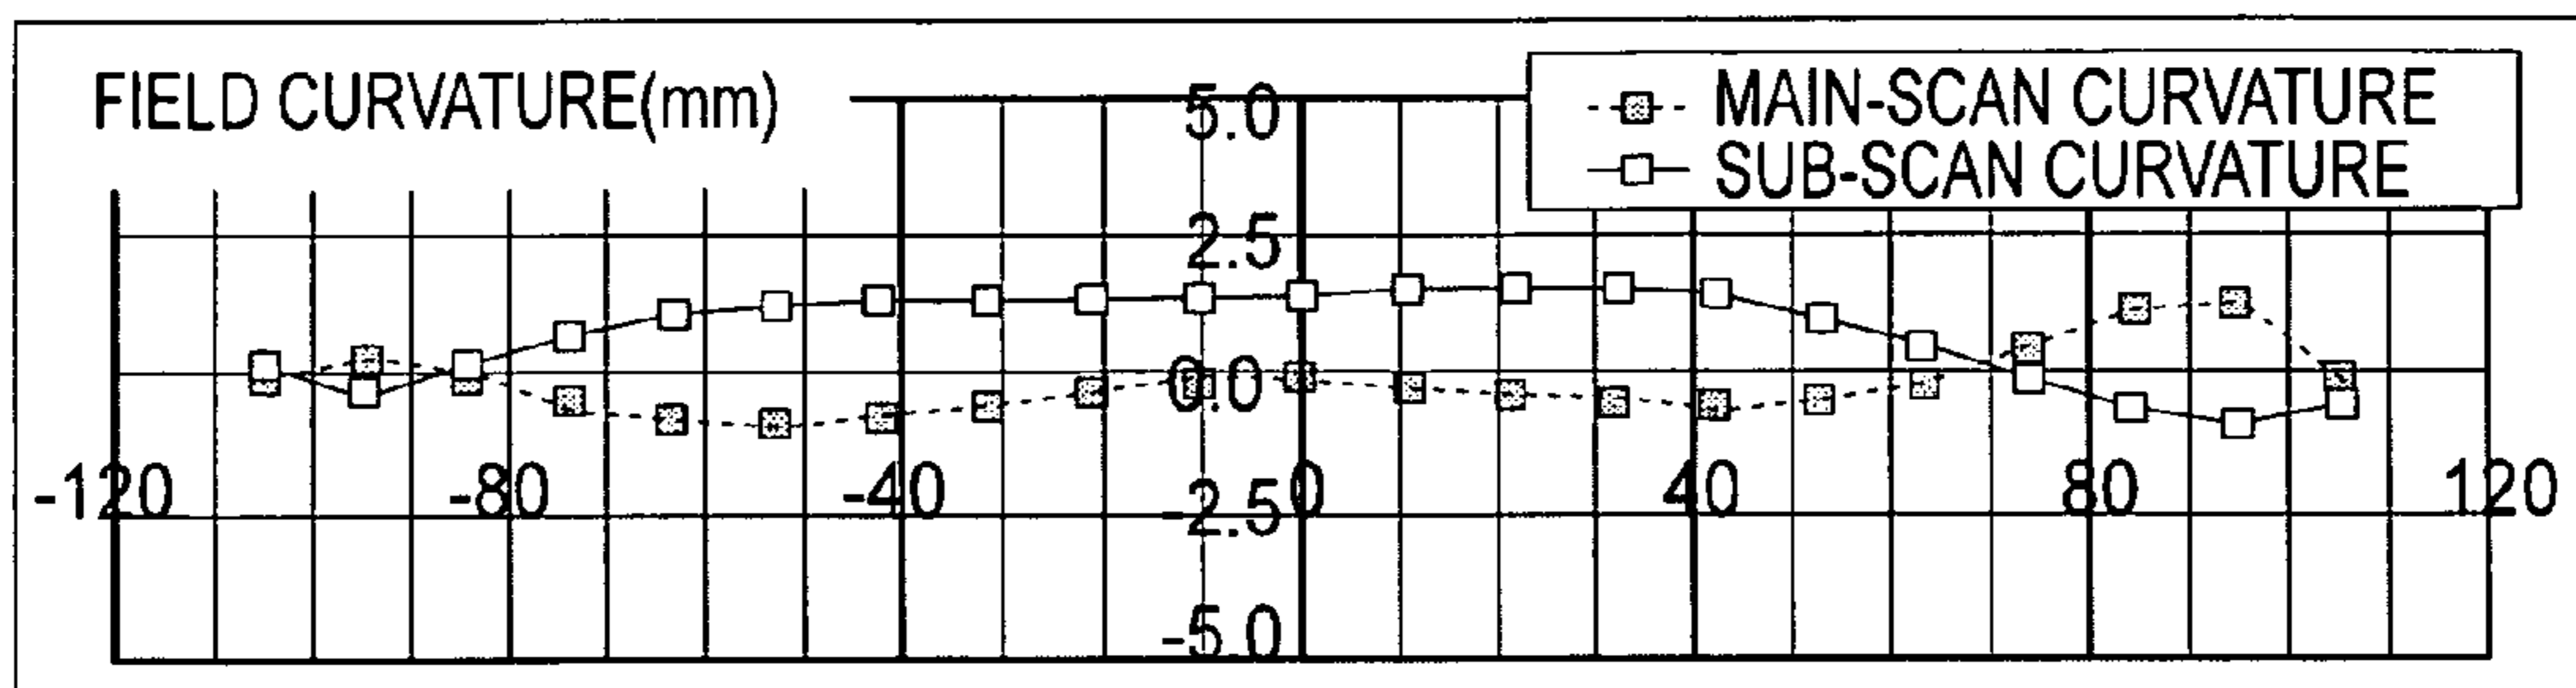 FIELD CURVATURE(mm)
MAIN-SCAN CURVATURE
SUB-SCAN CURVATURE
5.0
2.5
0.0
-120 -80 -40 0 40 80 120
-2.5
-5.0